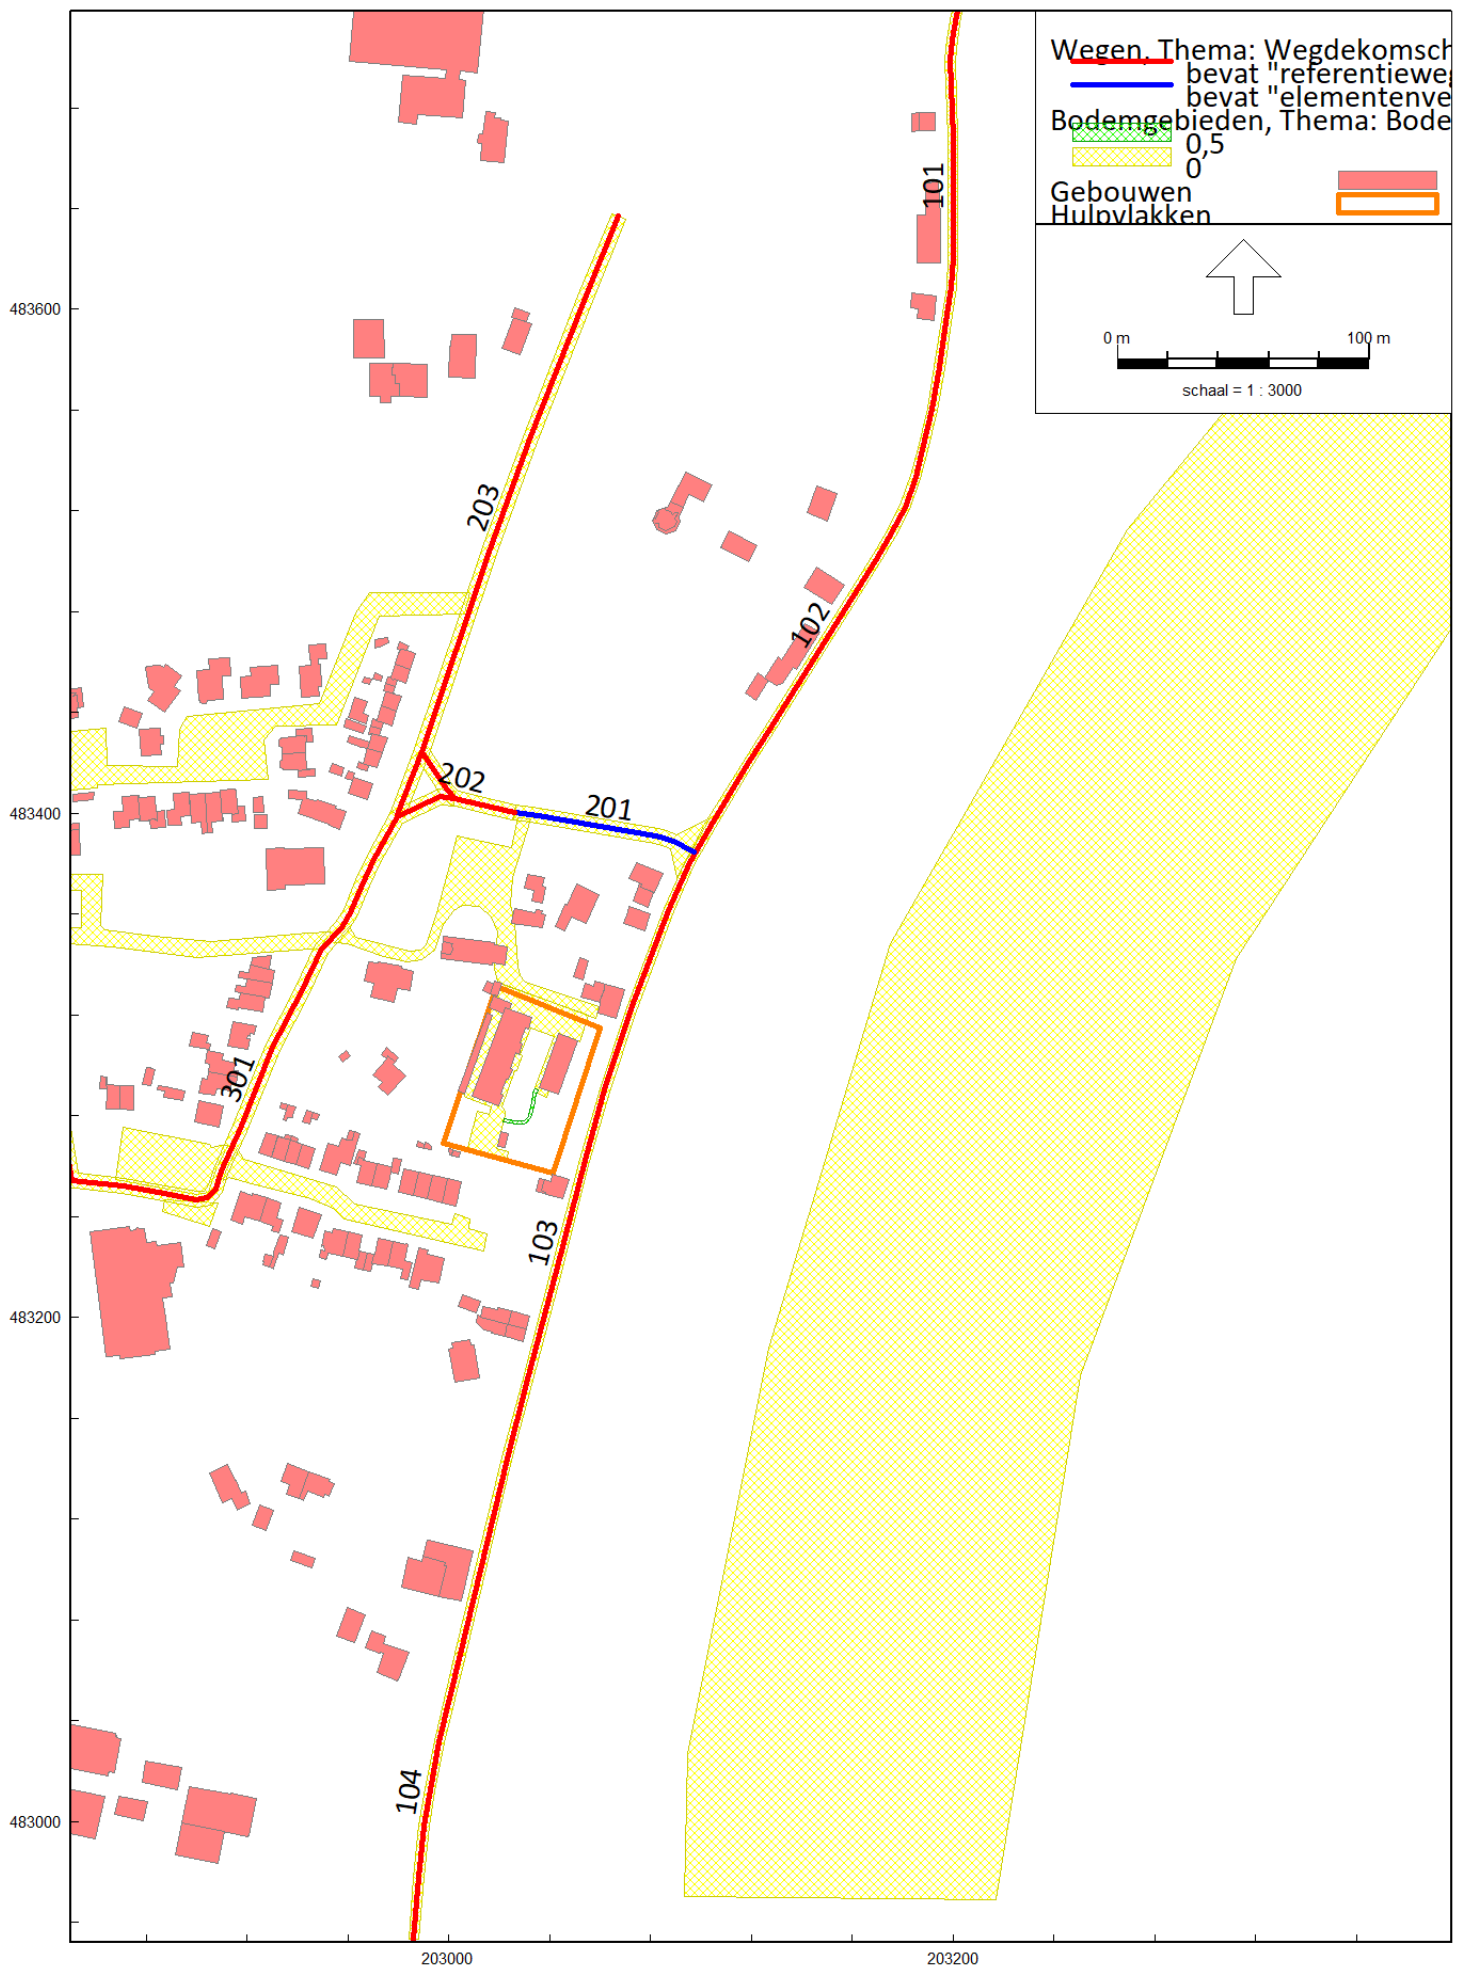 Wegen, Thema: Wegdekomsch
bevat "referentieweg
bevat "elementenve
Bodemgebieden, Thema: Bode
0,5
0
Gebouwen
Hulpvlakken
0 m 100 m
schaal = 1 : 3000
101
483600
203
102
202
201
483400
301
103
483200
104
483000
203000
203200